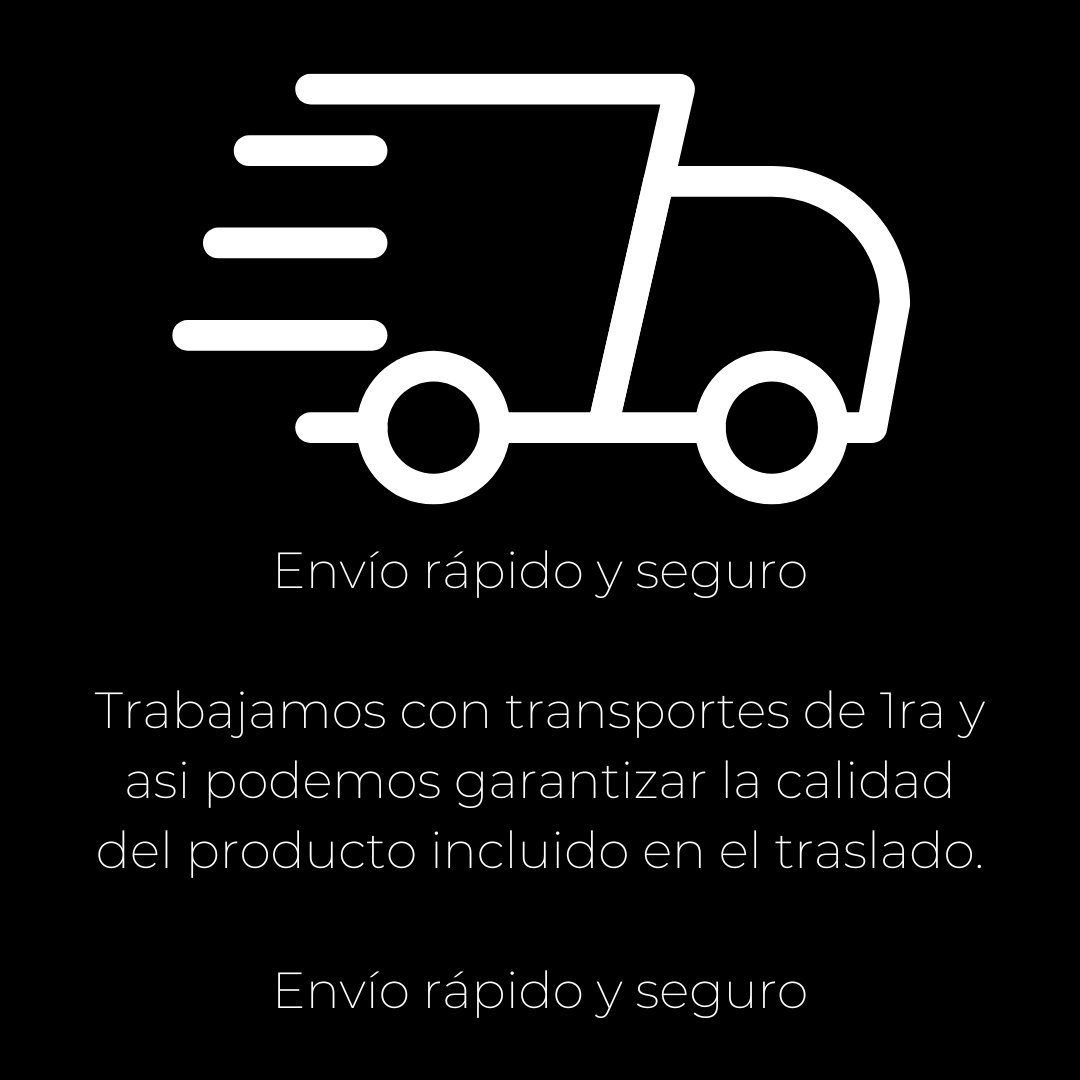 Envío rápido y seguro
Trabajamos con transportes de 1ra y
asi podemos garantizar la calidad
del producto incluido en el traslado.
Envío rápido y seguro